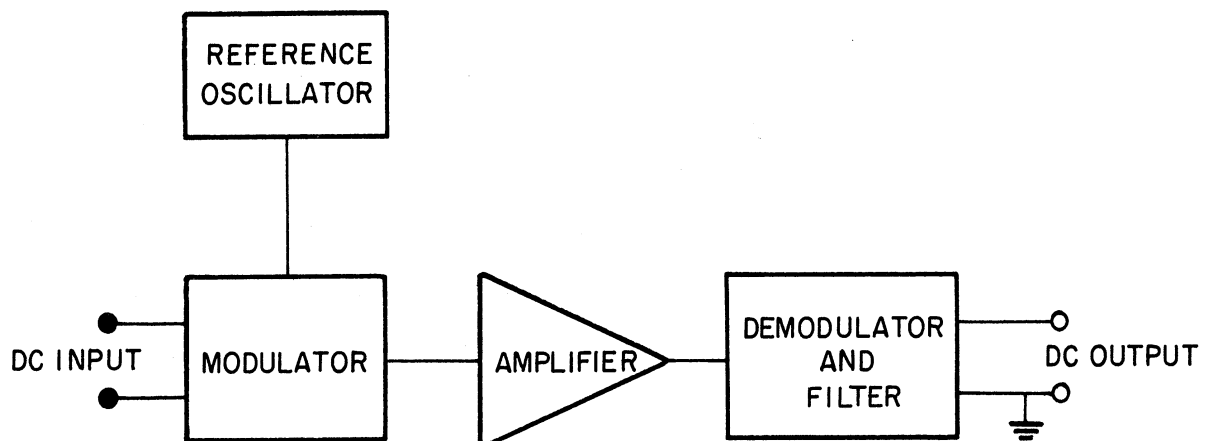 REFERENCE
OSCILLATOR
DC INPUT
MODULATOR
AMPLIFIER
DEMODULATOR
AND
FILTER
DC OUTPUT